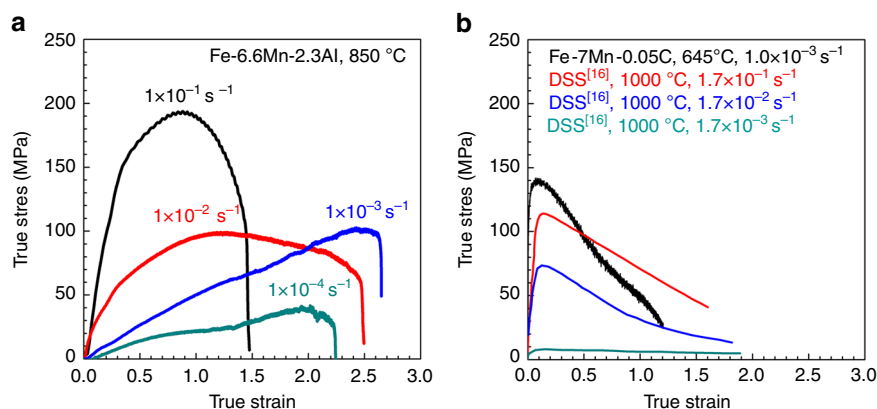 a
Fe-6.6Mn-2.3Al, 850 °C
1×10⁻¹ s⁻¹
1×10⁻² s⁻¹
1×10⁻³ s⁻¹
1×10⁻⁴ s⁻¹
True stres (MPa)
250
200
150
100
50
0
0.0 0.5 1.0 1.5 2.0 2.5 3.0
True strain
b
Fe-7Mn-0.05C, 645°C, 1.0×10⁻³ s⁻¹
DSS[16], 1000 °C, 1.7×10⁻¹ s⁻¹
DSS[16], 1000 °C, 1.7×10⁻² s⁻¹
DSS[16], 1000 °C, 1.7×10⁻³ s⁻¹
True stres (MPa)
250
200
150
100
50
0
0.0 0.5 1.0 1.5 2.0 2.5 3.0
True strain